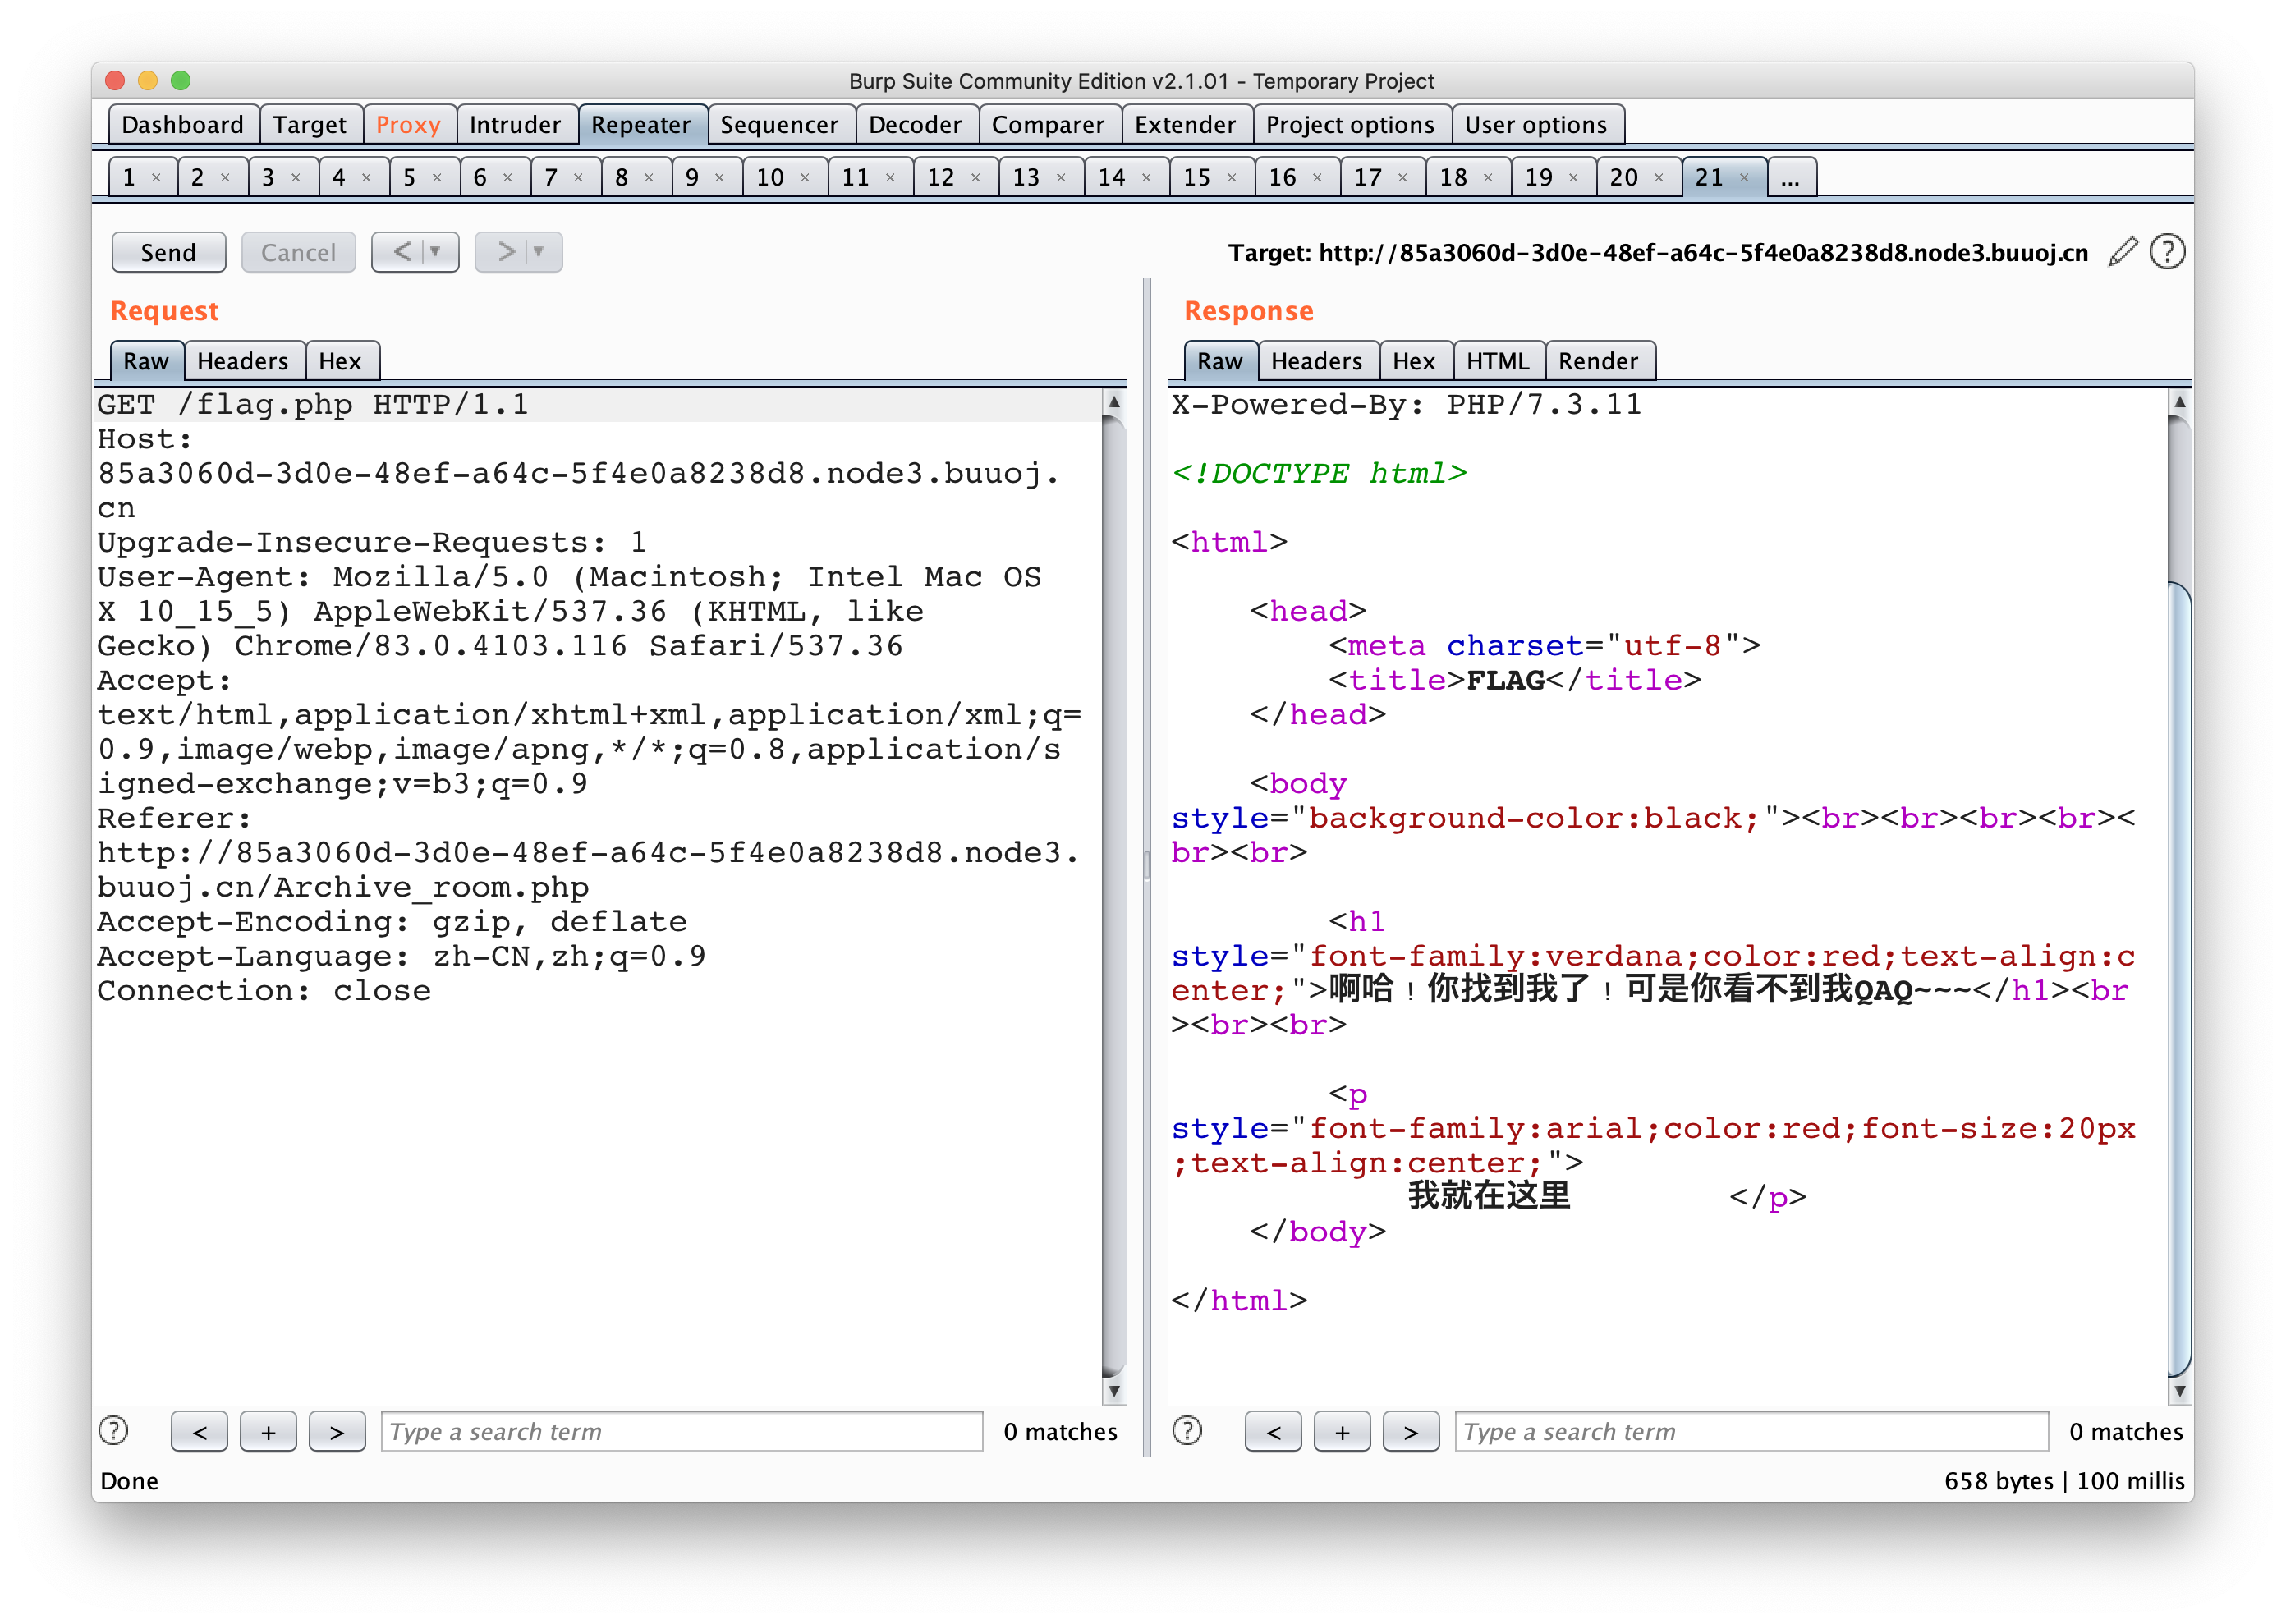 Burp Suite Community Edition v2.1.01 - Temporary Project
Dashboard Target Proxy Intruder Repeater Sequencer Decoder Comparer Extender Project options User options
1 × 2 × 3 × 4 × 5 × 6 × 7 × 8 × 9 × 10 × 11 × 12 × 13 × 14 × 15 × 16 × 17 × 18 × 19 × 20 × 21 × ...
Send Cancel < > Target: http://85a3060d-3d0e-48ef-a64c-5f4e0a8238d8.node3.buuoj.cn ?
Request
Raw Headers Hex
GET /flag.php HTTP/1.1
Host:
85a3060d-3d0e-48ef-a64c-5f4e0a8238d8.node3.buuoj.
cn
Upgrade-Insecure-Requests: 1
User-Agent: Mozilla/5.0 (Macintosh; Intel Mac OS
X 10_15_5) AppleWebKit/537.36 (KHTML, like
Gecko) Chrome/83.0.4103.116 Safari/537.36
Accept:
text/html,application/xhtml+xml,application/xml;q=
0.9,image/webp,image/apng,*/*;q=0.8,application/s
igned-exchange;v=b3;q=0.9
Referer:
http://85a3060d-3d0e-48ef-a64c-5f4e0a8238d8.node3.
buuoj.cn/Archive_room.php
Accept-Encoding: gzip, deflate
Accept-Language: zh-CN,zh;q=0.9
Connection: close
? < + > Type a search term 0 matches
Response
Raw Headers Hex HTML Render
X-Powered-By: PHP/7.3.11
<!DOCTYPE html>
<html>
<head>
<meta charset="utf-8">
<title>FLAG</title>
</head>
<body
style="background-color:black;"><br><br><br><br><
br><br>
<h1
style="font-family:verdana;color:red;text-align:c
enter;">啊哈！你找到我了！可是你看不到我QAQ~~~</h1><br
><br><br>
<p
style="font-family:arial;color:red;font-size:20px
;text-align:center;">
我就在这里 </p>
</body>
</html>
? < + > Type a search term 0 matches
Done 658 bytes | 100 millis